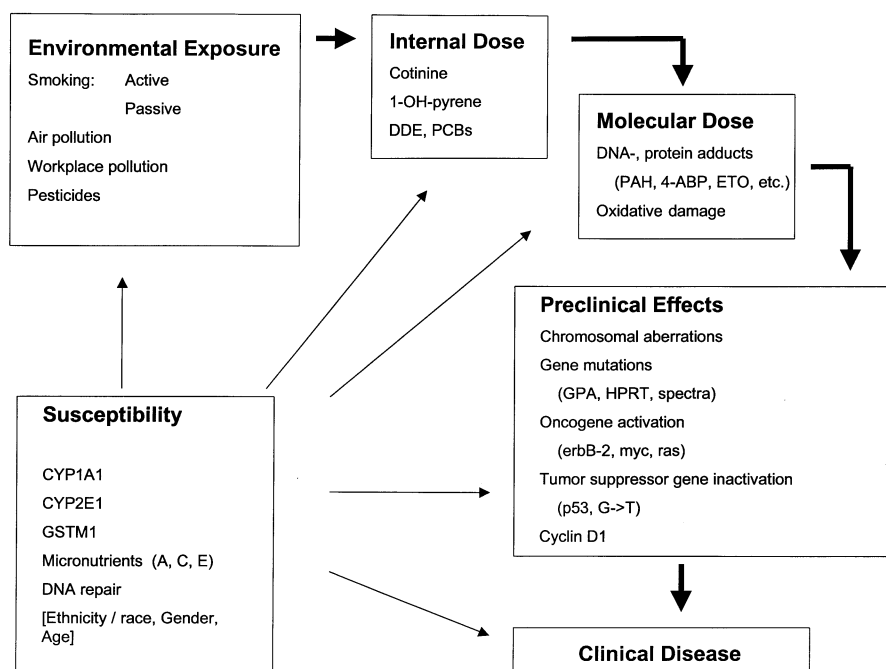 Environmental Exposure
Smoking: Active
Passive
Air pollution
Workplace pollution
Pesticides
Internal Dose
Cotinine
1-OH-pyrene
DDE, PCBs
Molecular Dose
DNA-, protein adducts
(PAH, 4-ABP, ETO, etc.)
Oxidative damage
Preclinical Effects
Chromosomal aberrations
Gene mutations
(GPA, HPRT, spectra)
Oncogene activation
(erbB-2, myc, ras)
Tumor suppressor gene inactivation
(p53, G->T)
Cyclin D1
Susceptibility
CYP1A1
CYP2E1
GSTM1
Micronutrients (A, C, E)
DNA repair
[Ethnicity / race, Gender,
Age]
Clinical Disease